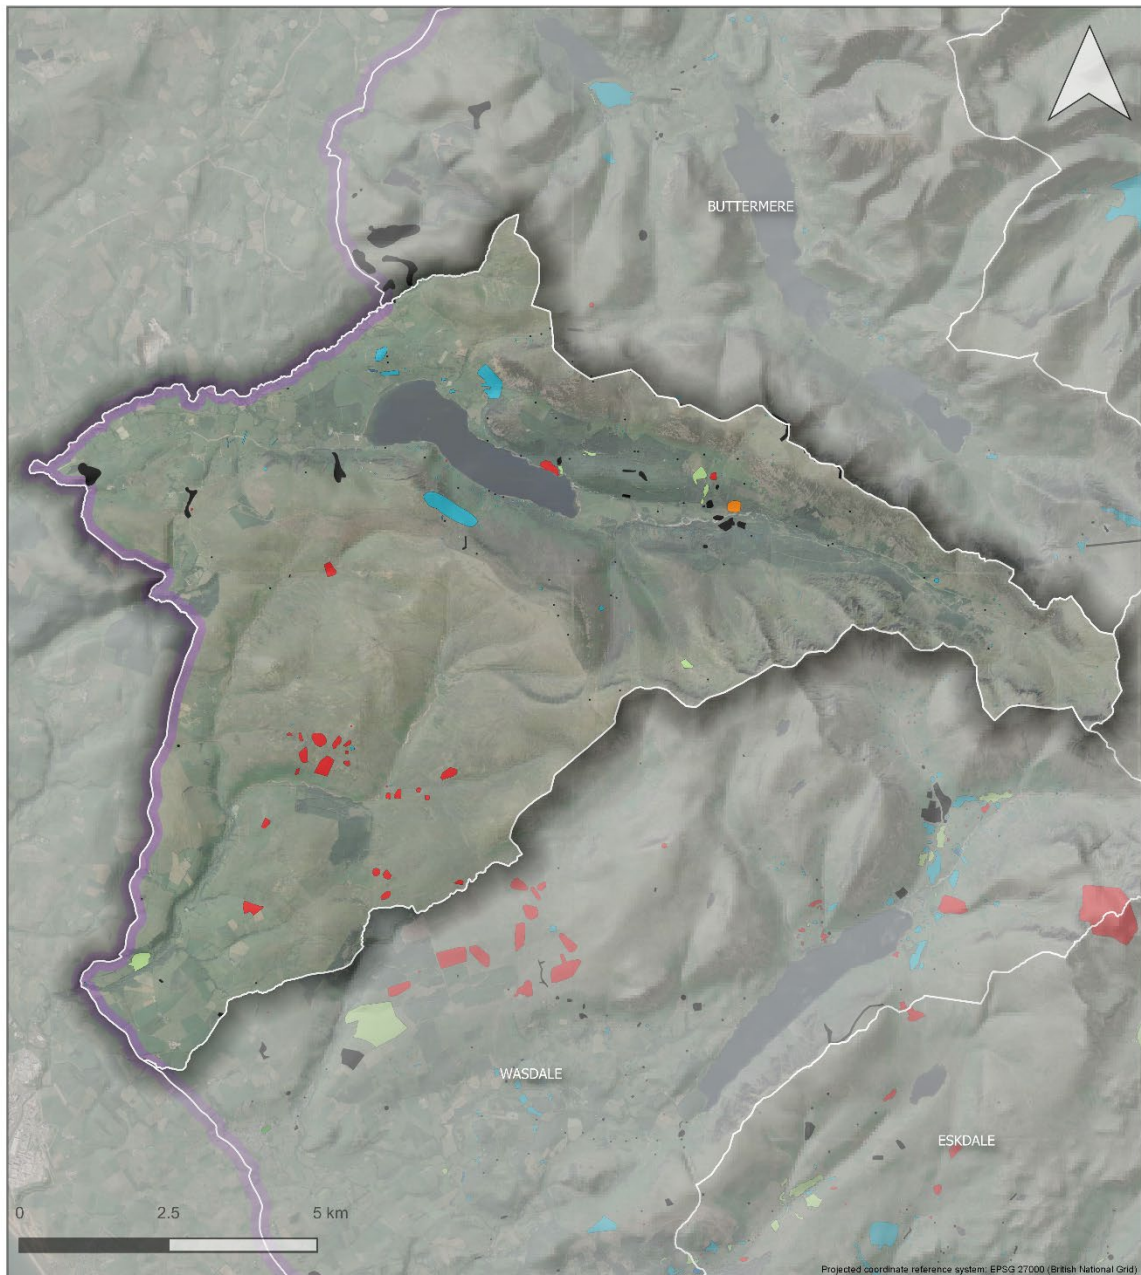 BUTTERMERE
WASDALE
ESKDALE
0 2.5 5 km
Projected coordinate reference system: EPSG 27000 (British National Grid)